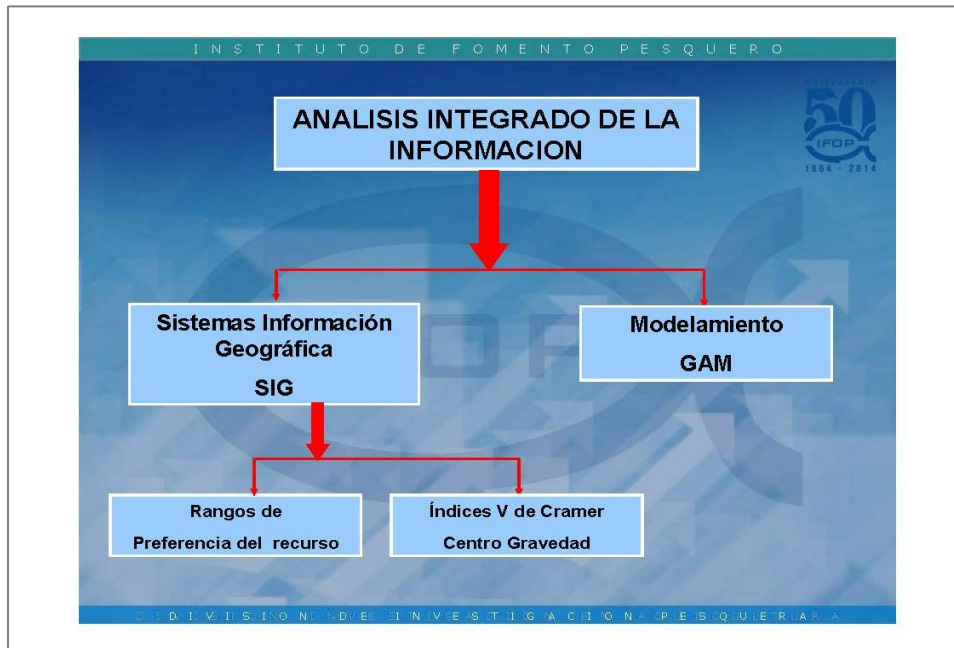 INSTITUTO DE FOMENTO PESQUERO
ANIVERSARIO
50
IFOP
1964 - 2014
ANALISIS INTEGRADO DE LA
INFORMACION
Sistemas Información
Geográfica
SIG
Modelamiento
GAM
Rangos de
Preferencia del recurso
Índices V de Cramer
Centro Gravedad